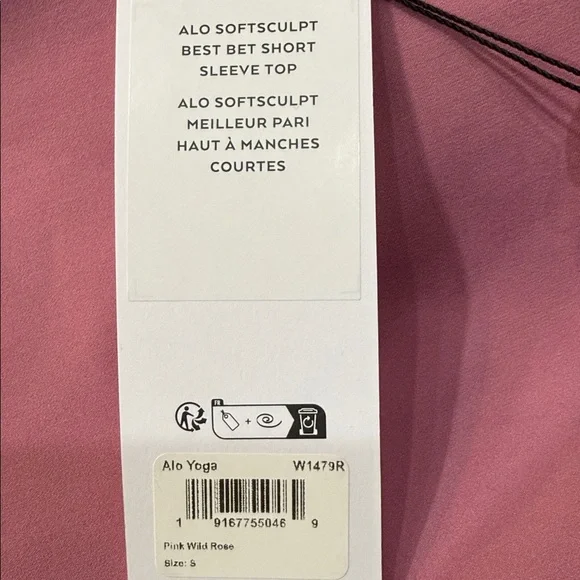 ALO SOFTSCULPT
BEST BET SHORT
SLEEVE TOP
ALO SOFTSCULPT
MEILLEUR PARI
HAUT À MANCHES
COURTES
FR
+
Alo Yoga W1479R
1 9167755046 9
Pink Wild Rose
Size: S